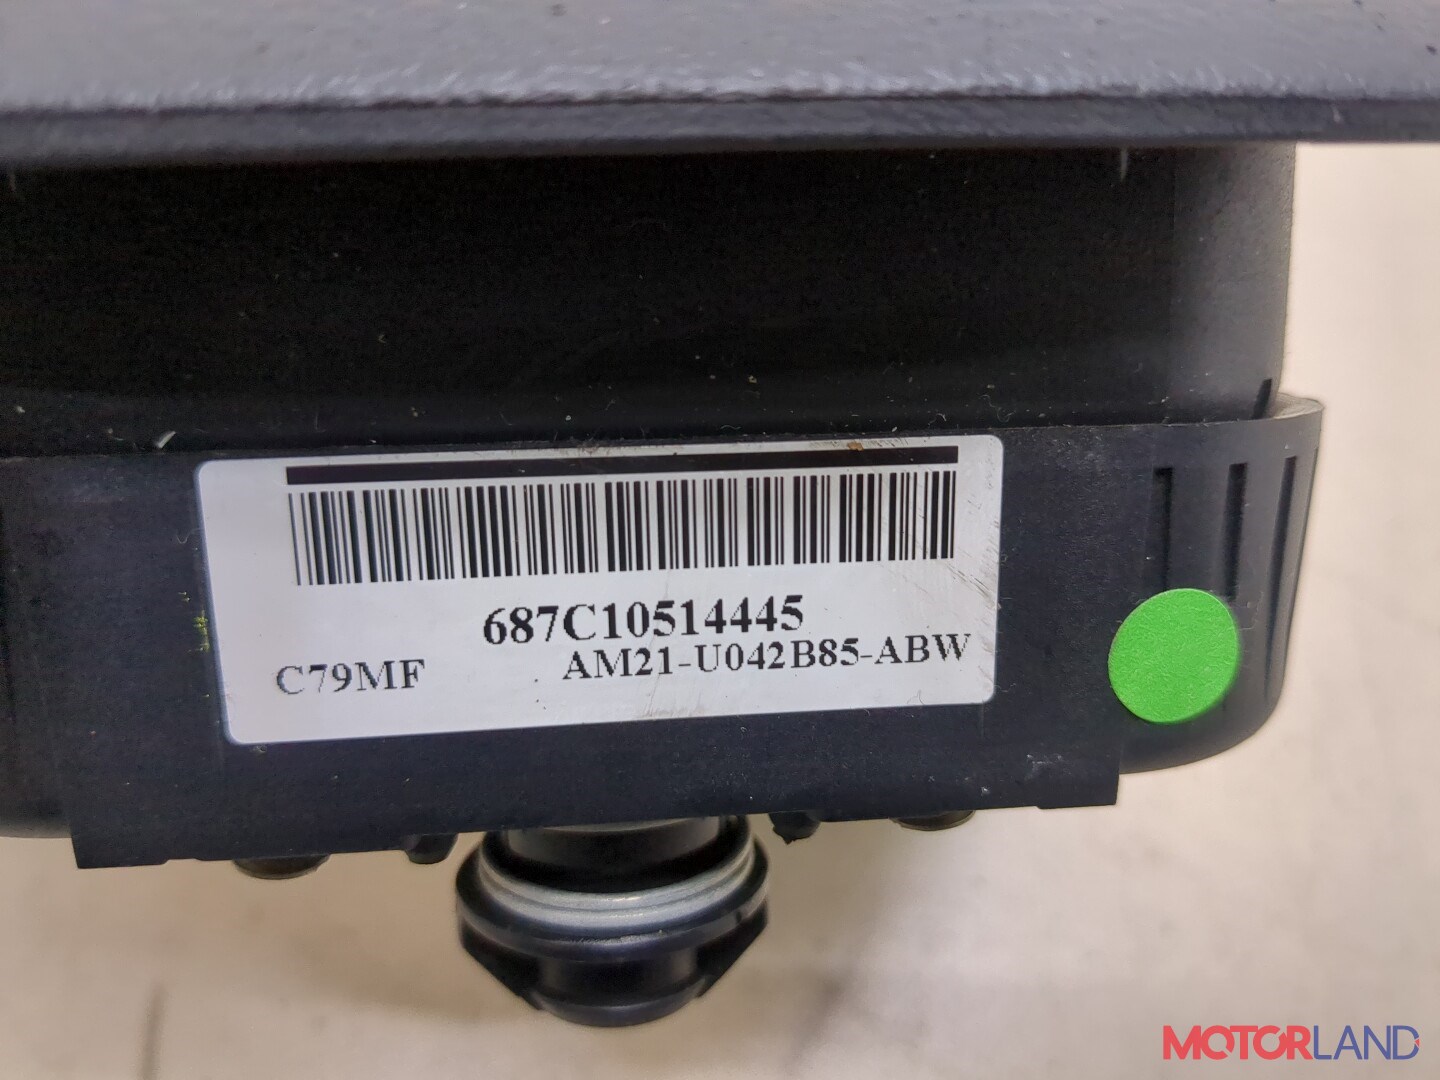 687C10514445
C79MF AM21-U042B85-ABW
MOTORLAND